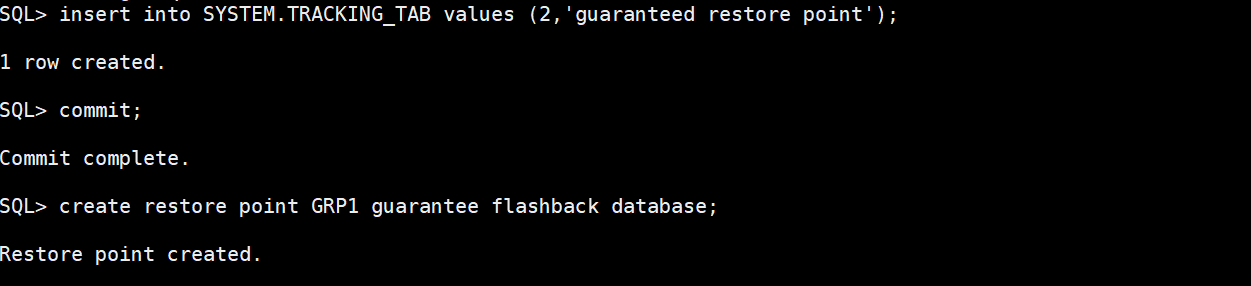 SQL> insert into SYSTEM.TRACKING_TAB values (2,'guaranteed restore point');
1 row created.
SQL> commit;
Commit complete.
SQL> create restore point GRP1 guarantee flashback database;
Restore point created.